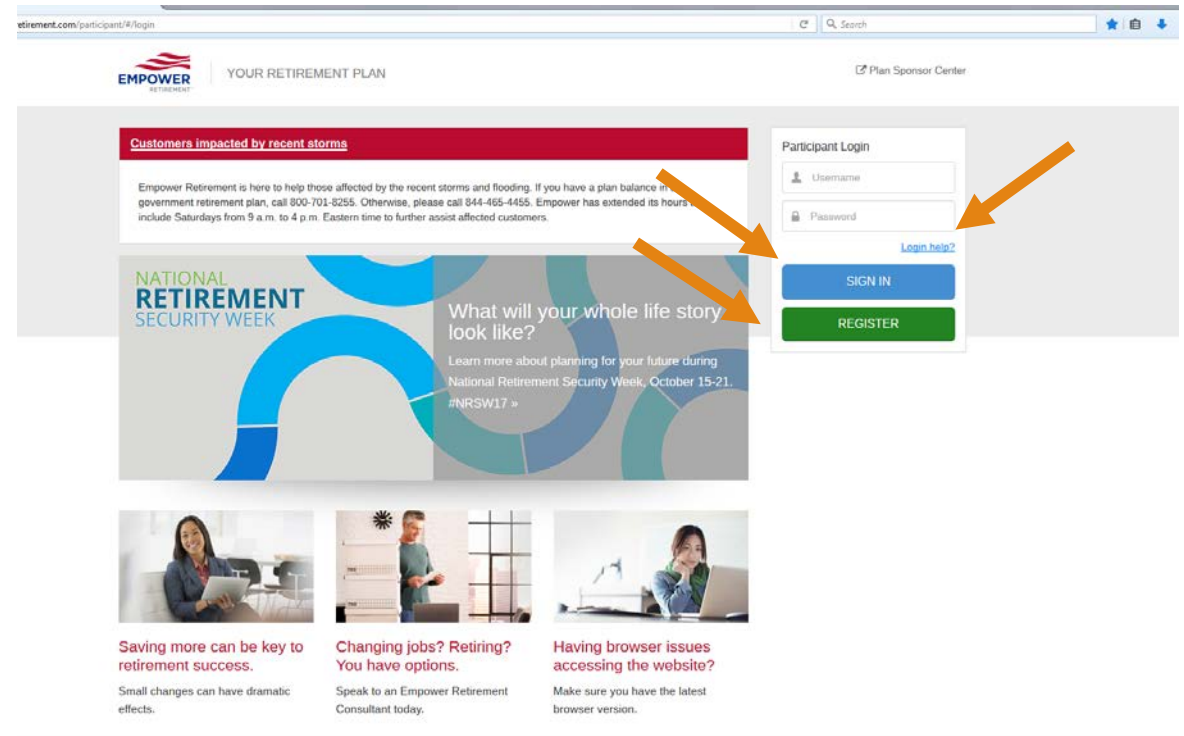 etirement.com/participant/#/login
Search
EMPOWER
RETIREMENT
YOUR RETIREMENT PLAN
Plan Sponsor Center
Customers impacted by recent storms
Empower Retirement is here to help those affected by the recent storms and flooding. If you have a plan balance in
government retirement plan, call 800-701-8255. Otherwise, please call 844-465-4455. Empower has extended its hours
include Saturdays from 9 a.m. to 4 p.m. Eastern time to further assist affected customers.
Participant Login
Username
Password
Login help?
SIGN IN
REGISTER
NATIONAL
RETIREMENT
SECURITY WEEK
What will your whole life story
look like?
Learn more about planning for your future during
National Retirement Security Week, October 15-21.
#NRSW17 »
Saving more can be key to
retirement success.
Small changes can have dramatic
effects.
Changing jobs? Retiring?
You have options.
Speak to an Empower Retirement
Consultant today.
Having browser issues
accessing the website?
Make sure you have the latest
browser version.